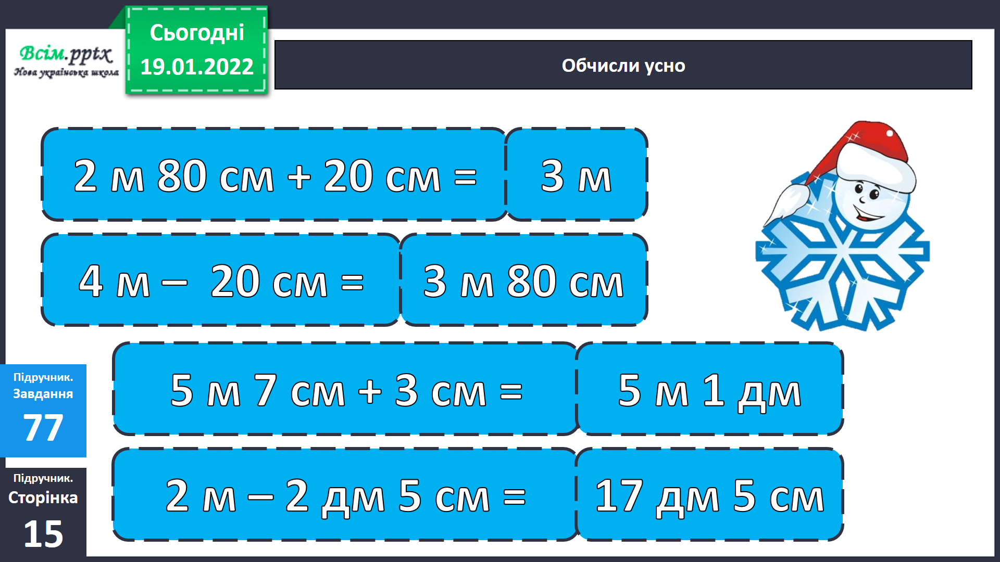 Всім.pptx
Нова українська школа
Сьогодні
19.01.2022
Обчисли усно
2 м 80 см + 20 см = 3 м
4 м – 20 см = 3 м 80 см
5 м 7 см + 3 см = 5 м 1 дм
2 м – 2 дм 5 см = 17 дм 5 см
Підручник.
Завдання
77
Підручник.
Сторінка
15